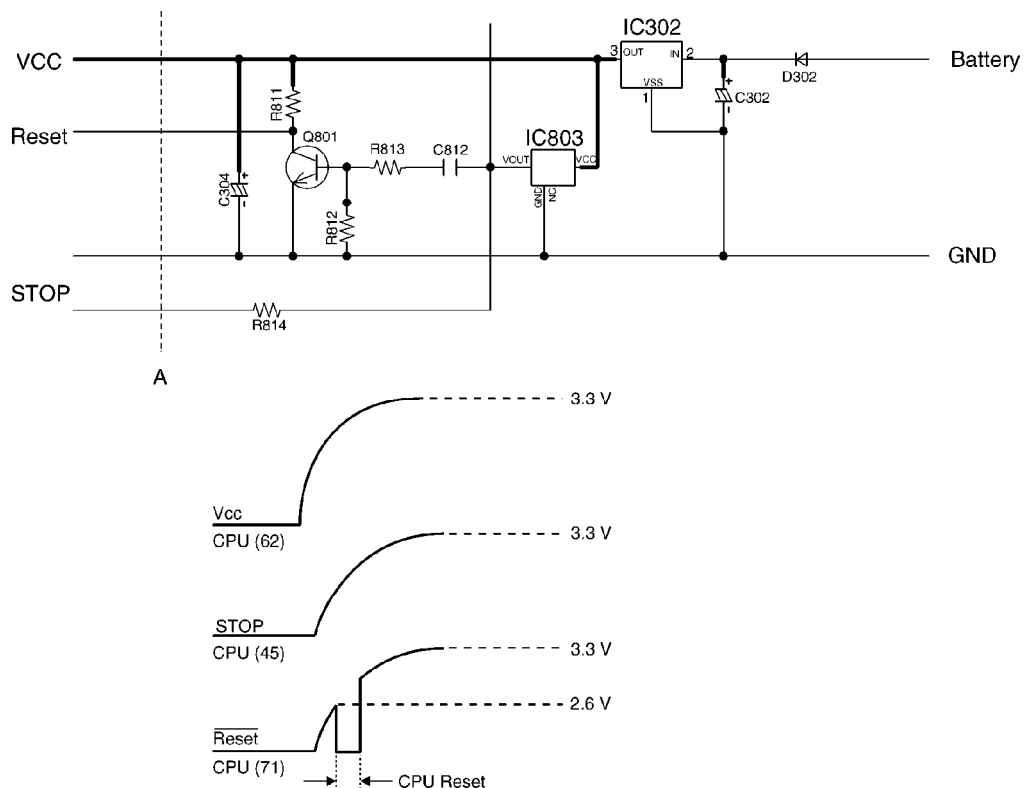 IC302
VCC
3 OUT IN 2
Battery
VSS
1
D302
R811
C302
+
-
Reset
Q801
IC803
R813
C812
VOUT
VCC
C304
+
-
R812
GND
NC
GND
STOP
R814
A
3.3 V
Vcc
CPU (62)
3.3 V
STOP
CPU (45)
3.3 V
2.6 V
Reset
CPU (71)
CPU Reset